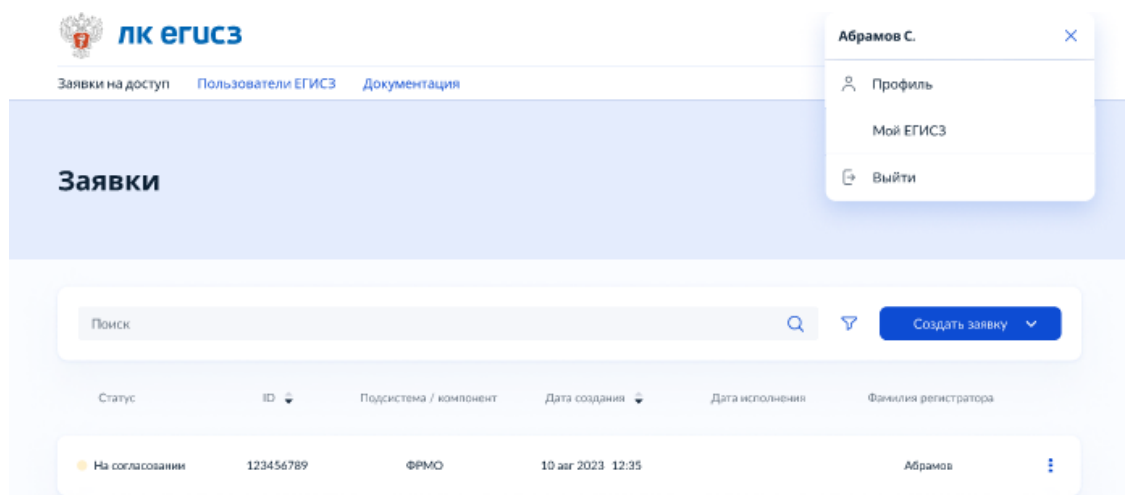 ЛК ЕГИСЗ
Абрамов С.
Заявки на доступ Пользователи ЕГИСЗ Документация
Профиль
Мой ЕГИСЗ
Заявки
Выйти
Поиск
Создать заявку
Статус ID Подсистема / компонент Дата создания Дата исполнения Фамилия регистратора
На согласовании 123456789 ФРМО 10 авг 2023 12:35 Абрамов